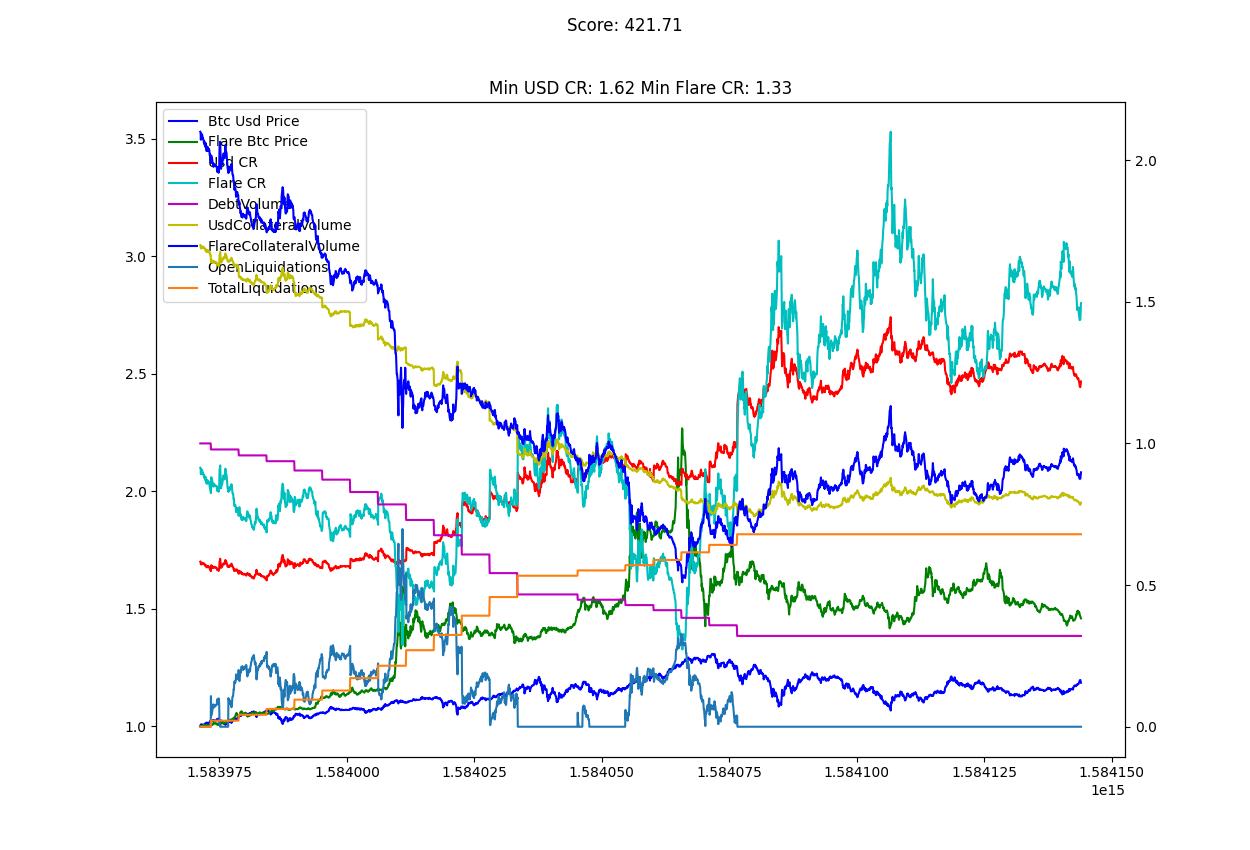 Score: 421.71
Min USD CR: 1.62 Min Flare CR: 1.33
Btc Usd Price
Flare Btc Price
Usd CR
Flare CR
DebtVolume
UsdCollateralVolume
FlareCollateralVolume
OpenLiquidations
TotalLiquidations
3.5
3.0
2.5
2.0
1.5
1.0
2.0
1.5
1.0
0.5
0.0
1.583975 1.584000 1.584025 1.584050 1.584075 1.584100 1.584125 1.584150
1e15